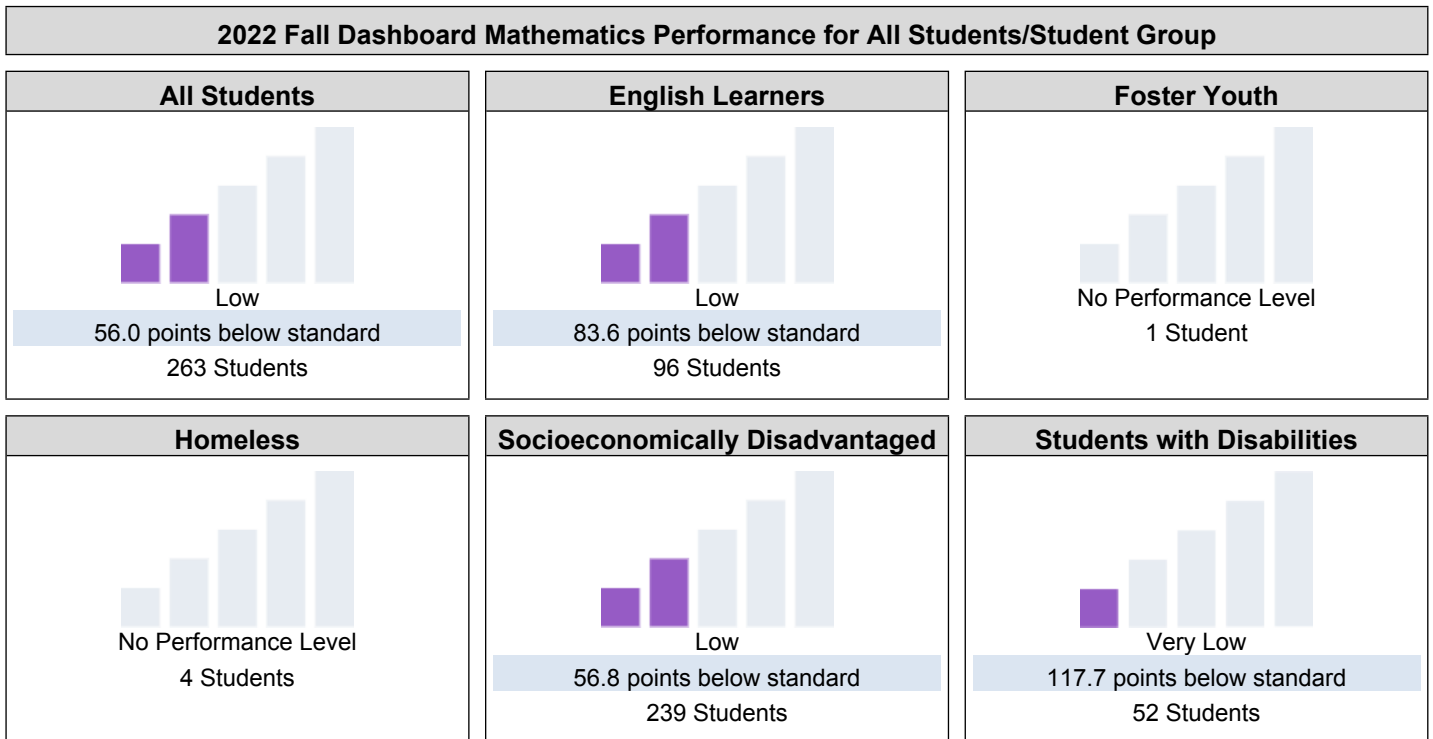 2022 Fall Dashboard Mathematics Performance for All Students/Student Group
All Students
Low
56.0 points below standard
263 Students
English Learners
Low
83.6 points below standard
96 Students
Foster Youth
No Performance Level
1 Student
Homeless
No Performance Level
4 Students
Socioeconomically Disadvantaged
Low
56.8 points below standard
239 Students
Students with Disabilities
Very Low
117.7 points below standard
52 Students